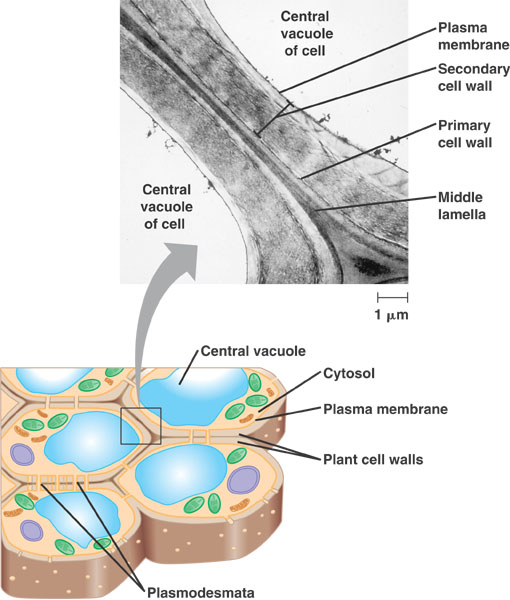 Central
vacuole
of cell
Plasma
membrane
Secondary
cell wall
Primary
cell wall
Central
vacuole
of cell
Middle
lamella
1 μm
Central vacuole
Cytosol
Plasma membrane
Plant cell walls
Plasmodesmata